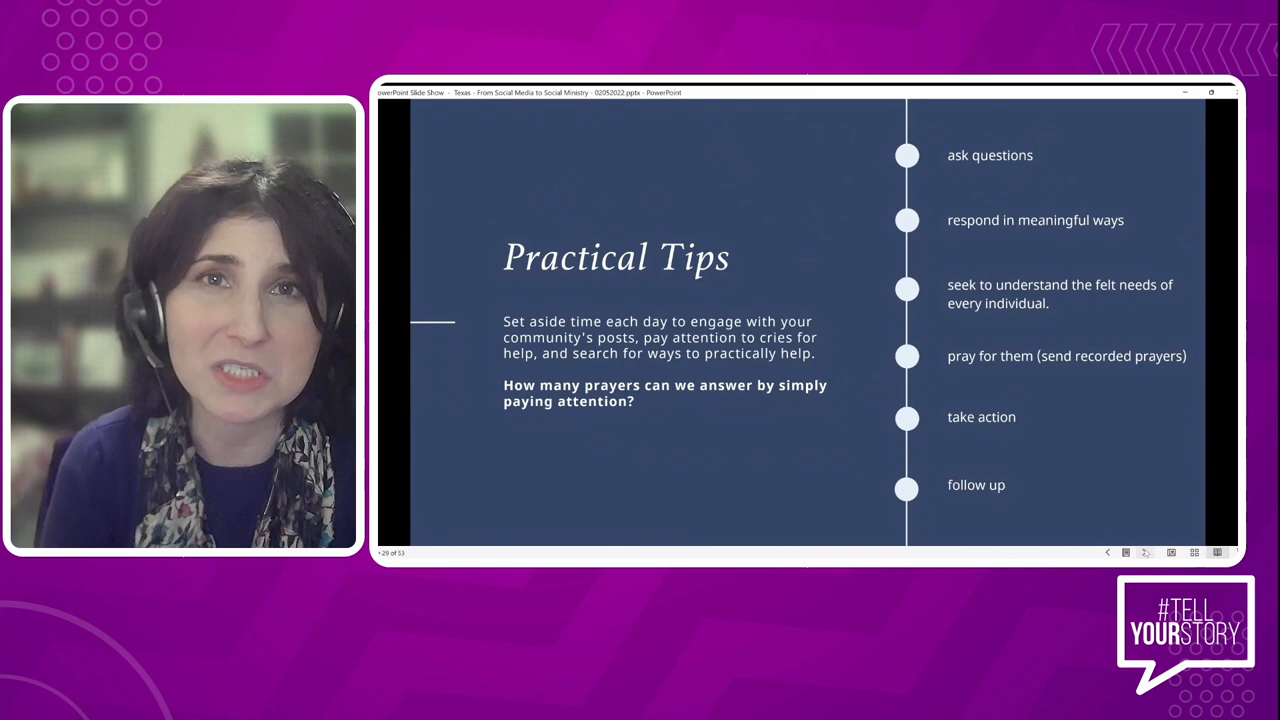 owerPoint Slide Show - Texas - From Social Media to Social Ministry - 02052022.pptx - PowerPoint
Practical Tips
Set aside time each day to engage with your
community's posts, pay attention to cries for
help, and search for ways to practically help.
How many prayers can we answer by simply
paying attention?
ask questions
respond in meaningful ways
seek to understand the felt needs of
every individual.
pray for them (send recorded prayers)
take action
follow up
29 of 53
#TELL
YOURSTORY